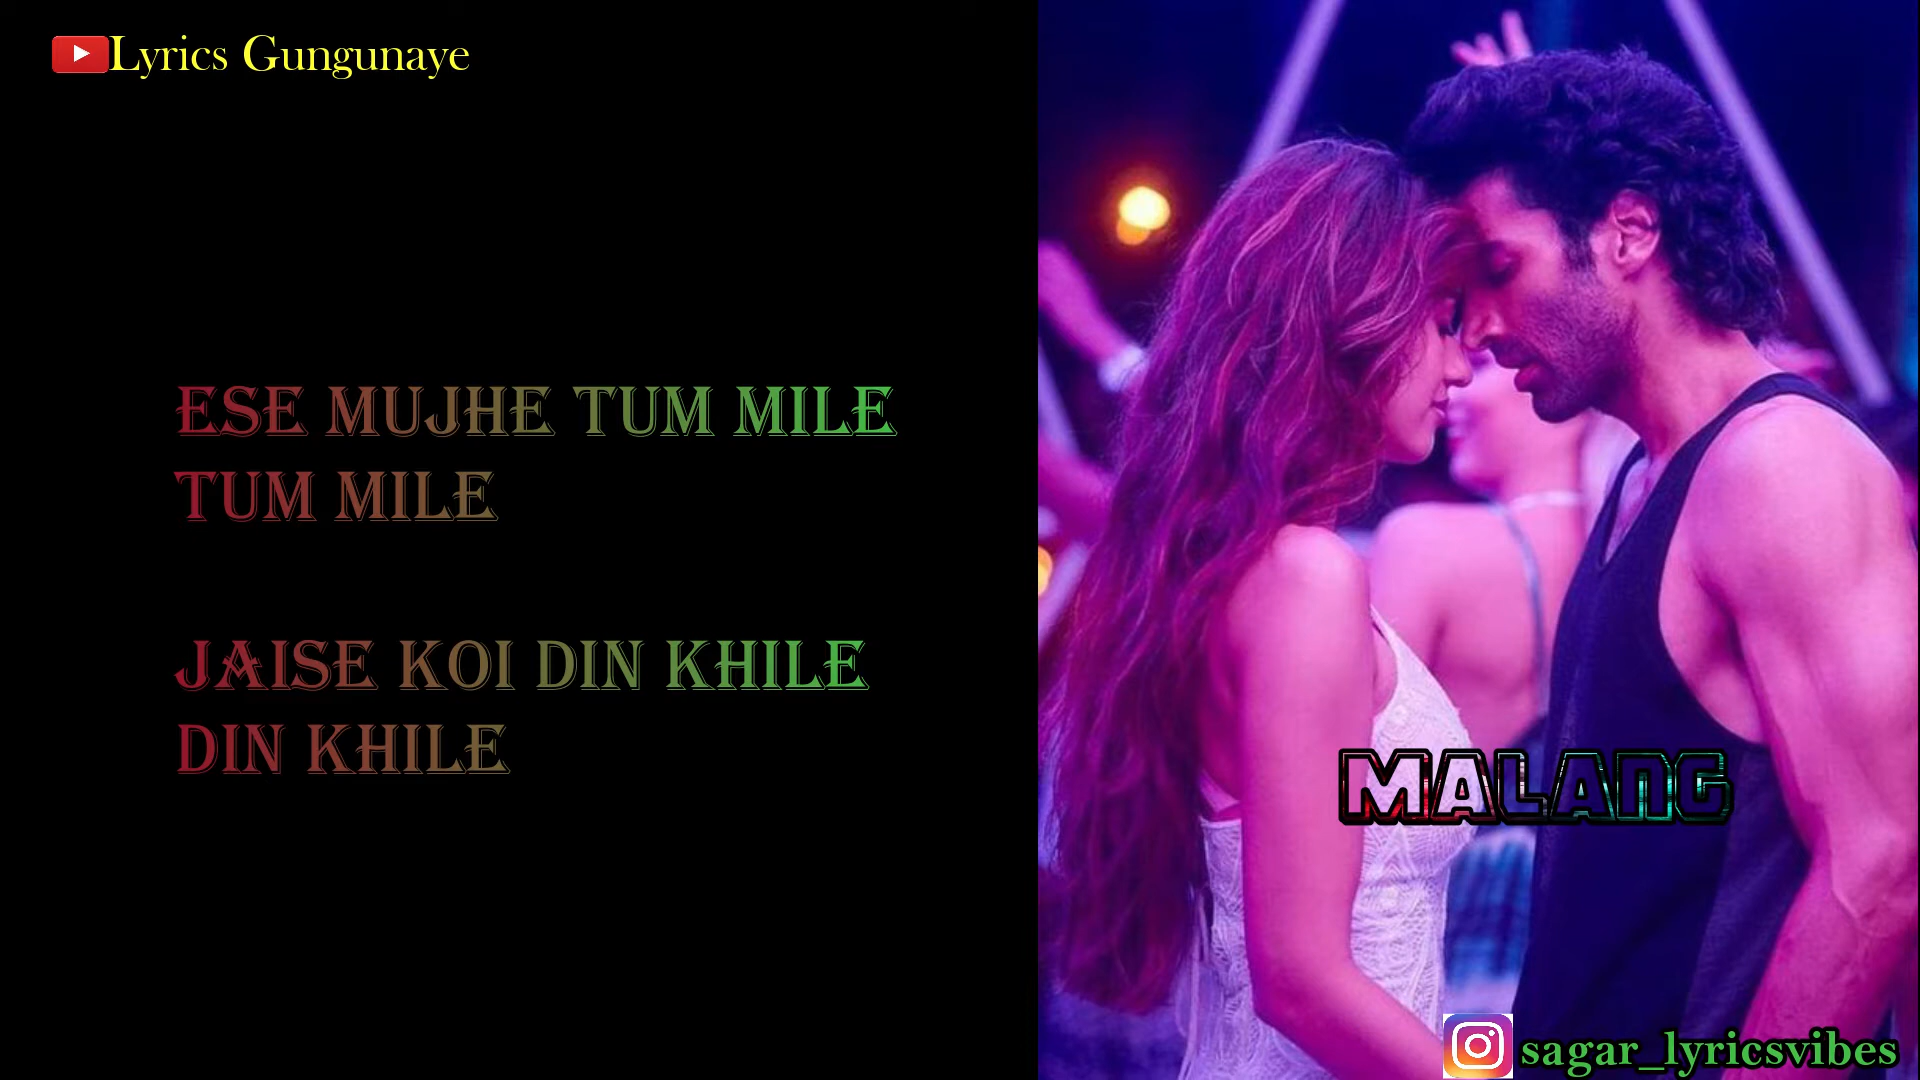 Lyrics Gungunaye
ESE MUJHE TUM MILE
TUM MILE
JAISE KOI DIN KHILE
DIN KHILE
MALANG
sagar_lyricsvibes